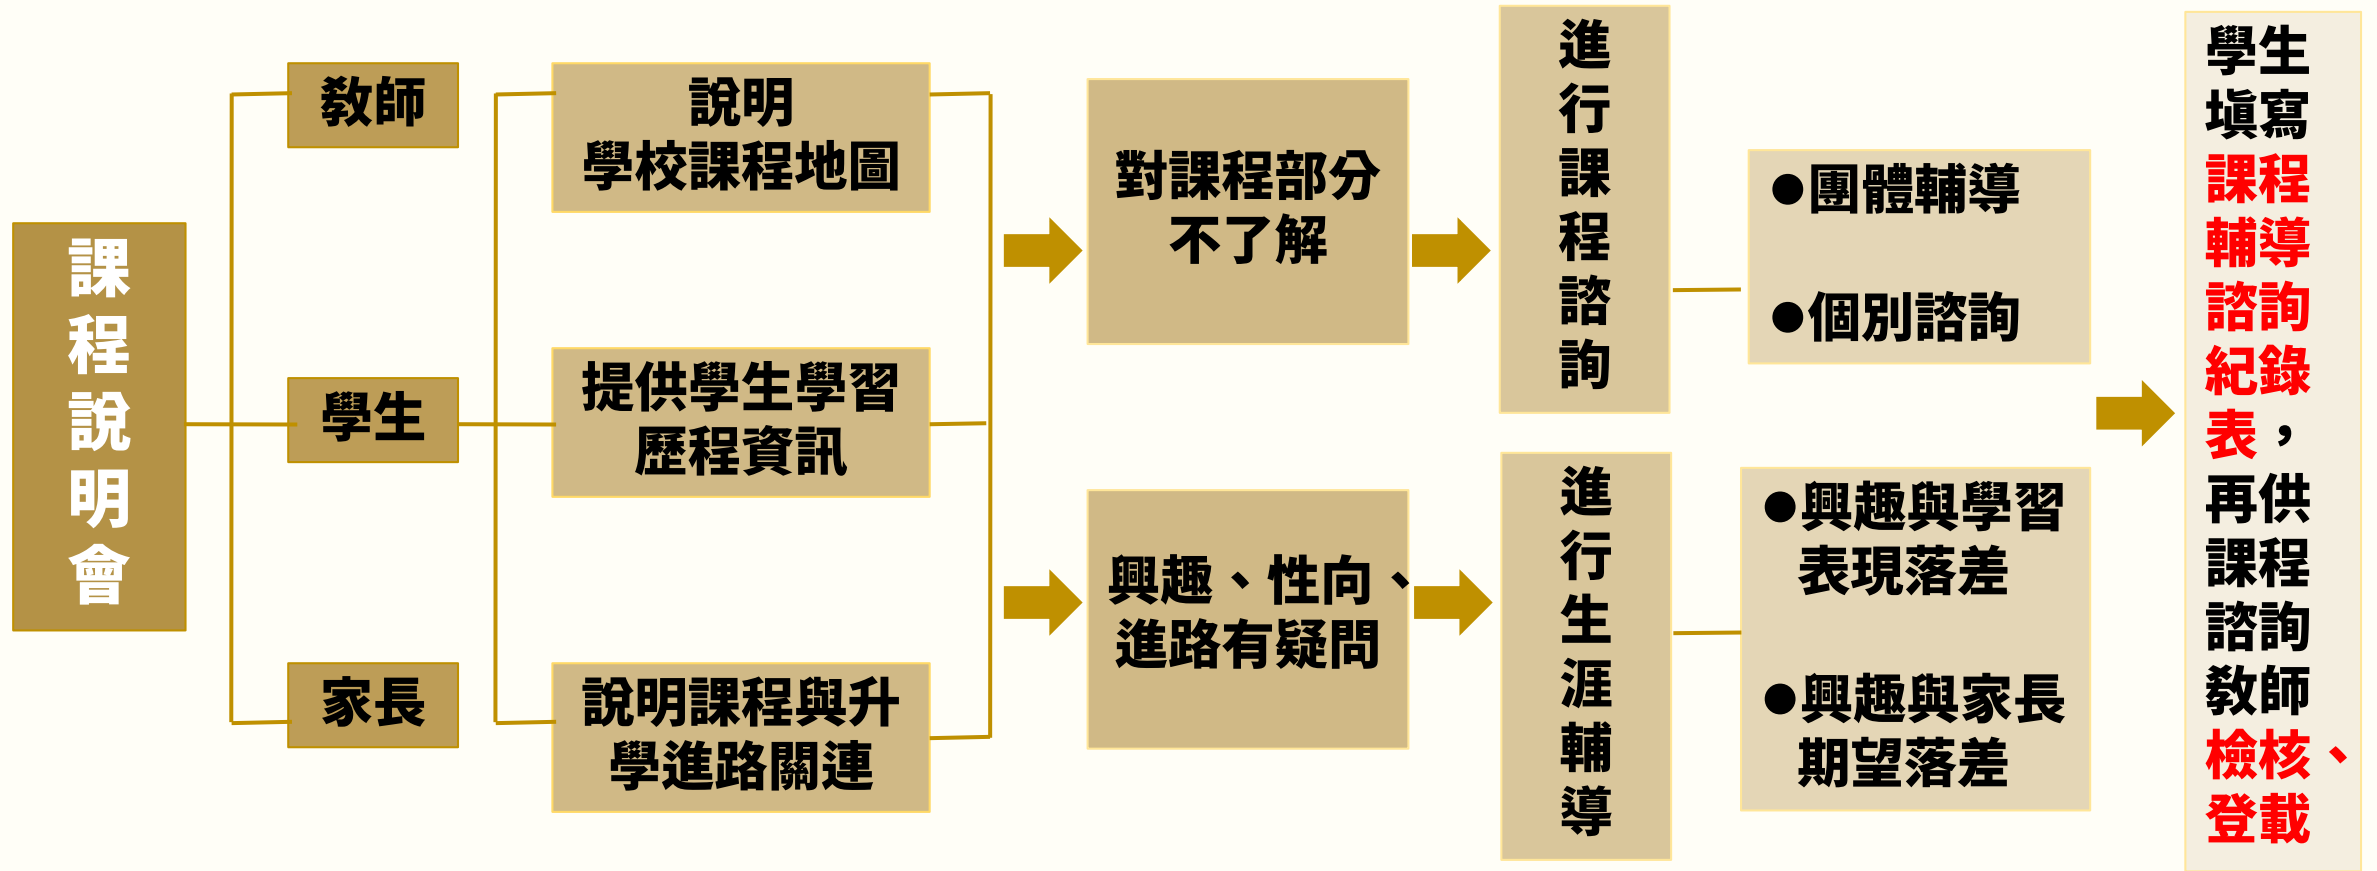 課程說明會
教師
學生
家長
說明
學校課程地圖
提供學生學習
歷程資訊
說明課程與升
學進路關連
對課程部分
不了解
興趣、性向、
進路有疑問
進行課程諮詢
●團體輔導
●個別諮詢
進行生涯輔導
●興趣與學習
表現落差
●興趣與家長
期望落差
學生
填寫
課程
輔導
諮詢
紀錄
表，
再供
課程
諮詢
教師
檢核、
登載